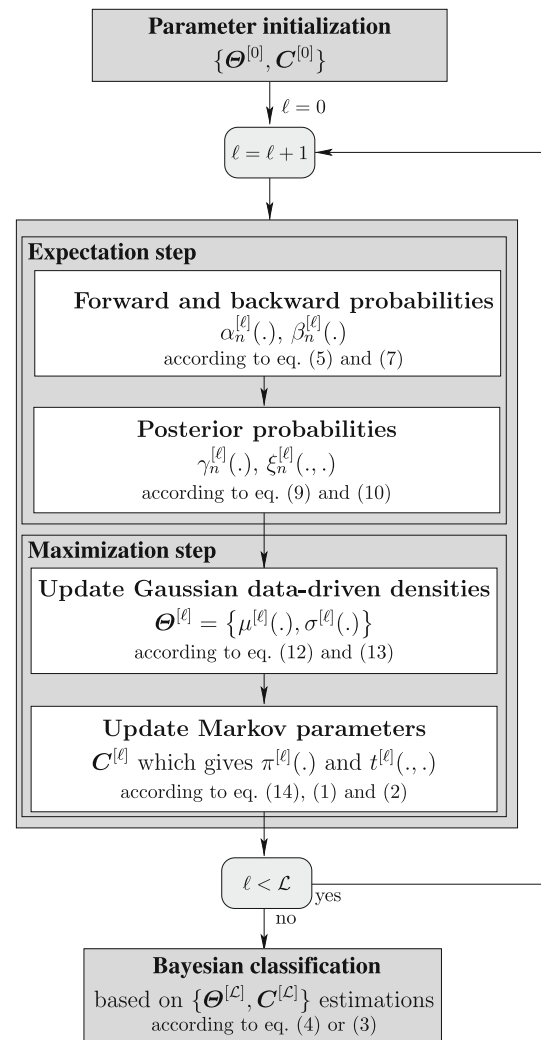 Parameter initialization
{Θ^[0], C^[0]}
ℓ = 0
ℓ = ℓ + 1
Expectation step
Forward and backward probabilities
α_n^[ℓ](.), β_n^[ℓ](.)
according to eq. (5) and (7)
Posterior probabilities
γ_n^[ℓ](.), ξ_n^[ℓ](.,.)
according to eq. (9) and (10)
Maximization step
Update Gaussian data-driven densities
Θ^[ℓ] = {μ^[ℓ](.), σ^[ℓ](.)}
according to eq. (12) and (13)
Update Markov parameters
C^[ℓ] which gives π^[ℓ](.) and t^[ℓ](.,.)
according to eq. (14), (1) and (2)
ℓ < ℒ
yes
no
Bayesian classification
based on {Θ^[ℒ], C^[ℒ]} estimations
according to eq. (4) or (3)